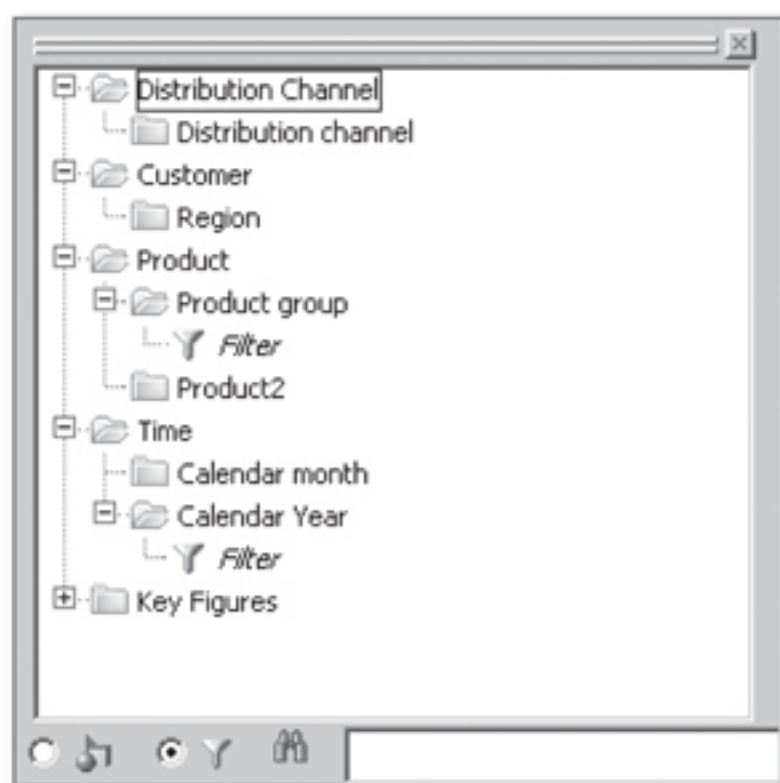 Distribution Channel
Distribution channel
Customer
Region
Product
Product group
Filter
Product2
Time
Calendar month
Calendar Year
Filter
Key Figures